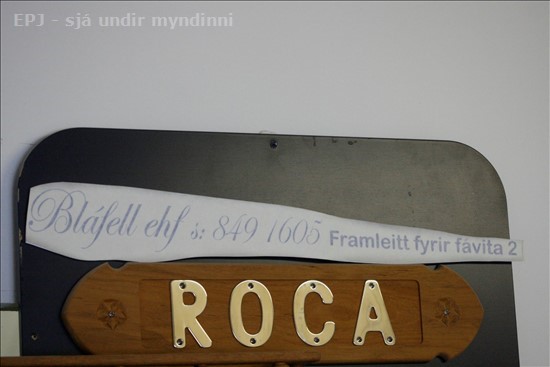 EPJ - sjá undir myndinni
Bláfell ehf s: 849 1605 Framleitt fyrir fávita 2
ROCA